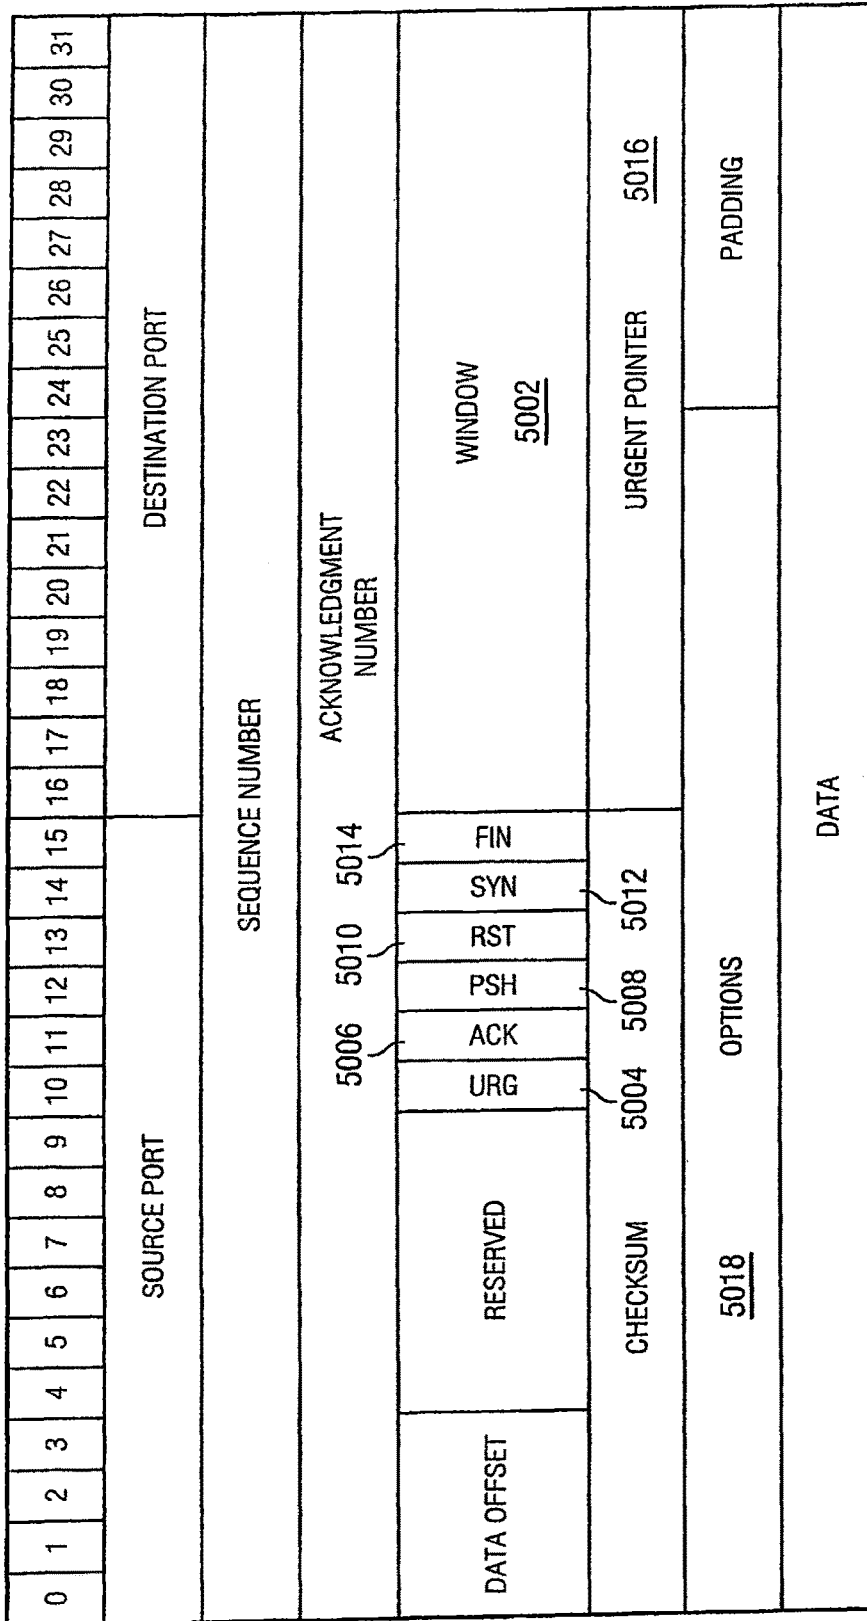 0 1 2 3 4 5 6 7 8 9 10 11 12 13 14 15 16 17 18 19 20 21 22 23 24 25 26 27 28 29 30 31
SOURCE PORT DESTINATION PORT
SEQUENCE NUMBER
ACKNOWLEDGMENT
NUMBER
5006 5010 5014
DATA OFFSET RESERVED URG ACK PSH RST SYN FIN WINDOW
5002
5004 5008 5012
CHECKSUM URGENT POINTER 5016
5018 OPTIONS PADDING
DATA